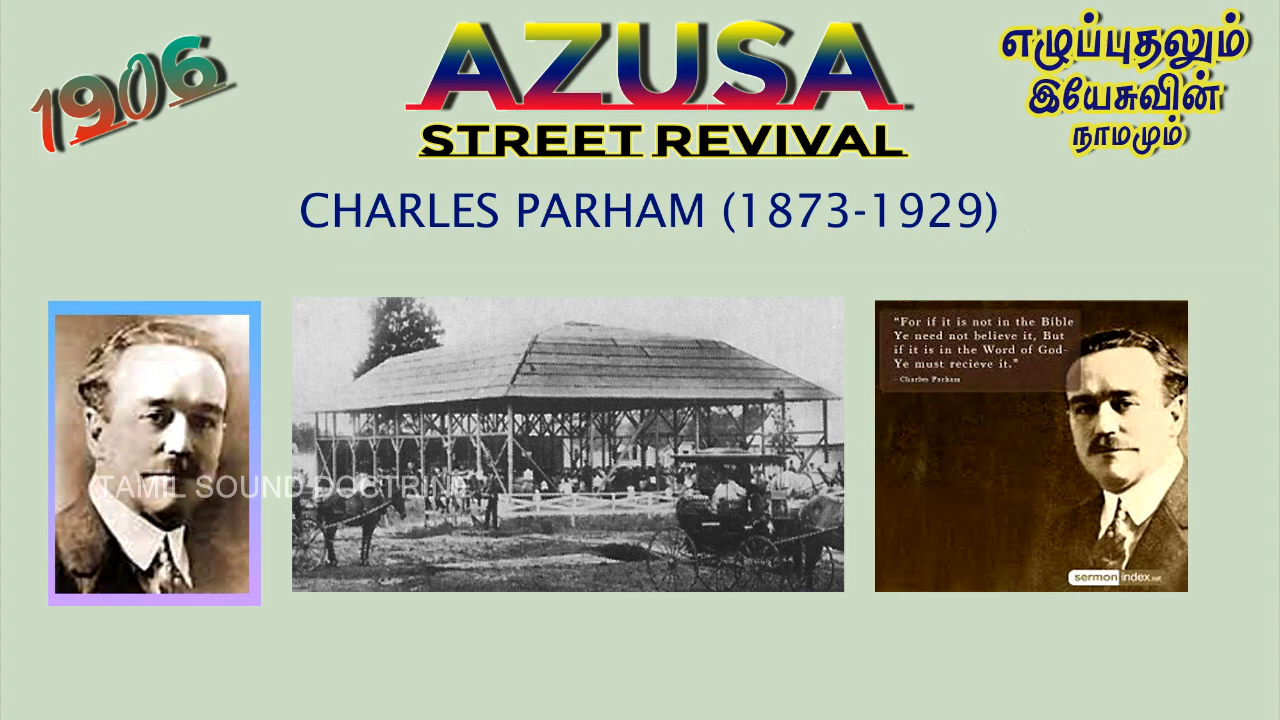 1906
AZUSA
STREET REVIVAL
எழுப்புதலும்
இயேசுவின்
நாமமும்
CHARLES PARHAM (1873-1929)
TAMIL SOUND DOCTRINE
"For if it is not in the Bible
Ye need not believe it, But
if it is in the Word of God-
Ye must recieve it."
- Charles Parham
sermonindex.net